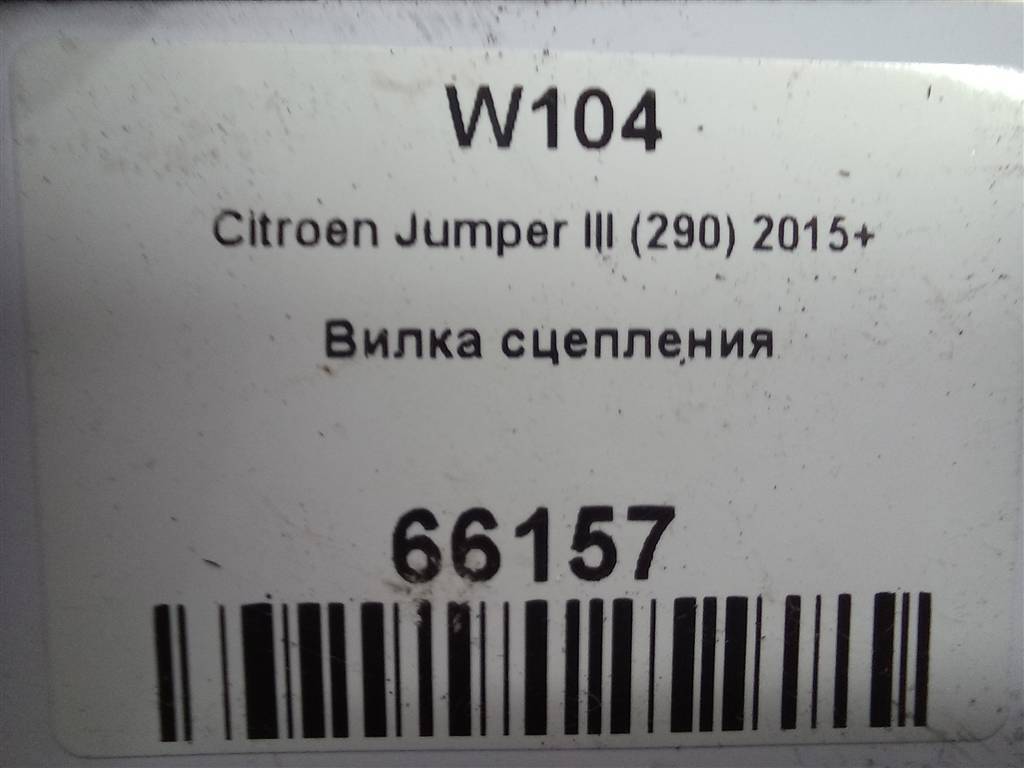 W104
Citroen Jumper III (290) 2015+
Вилка сцепления
66157